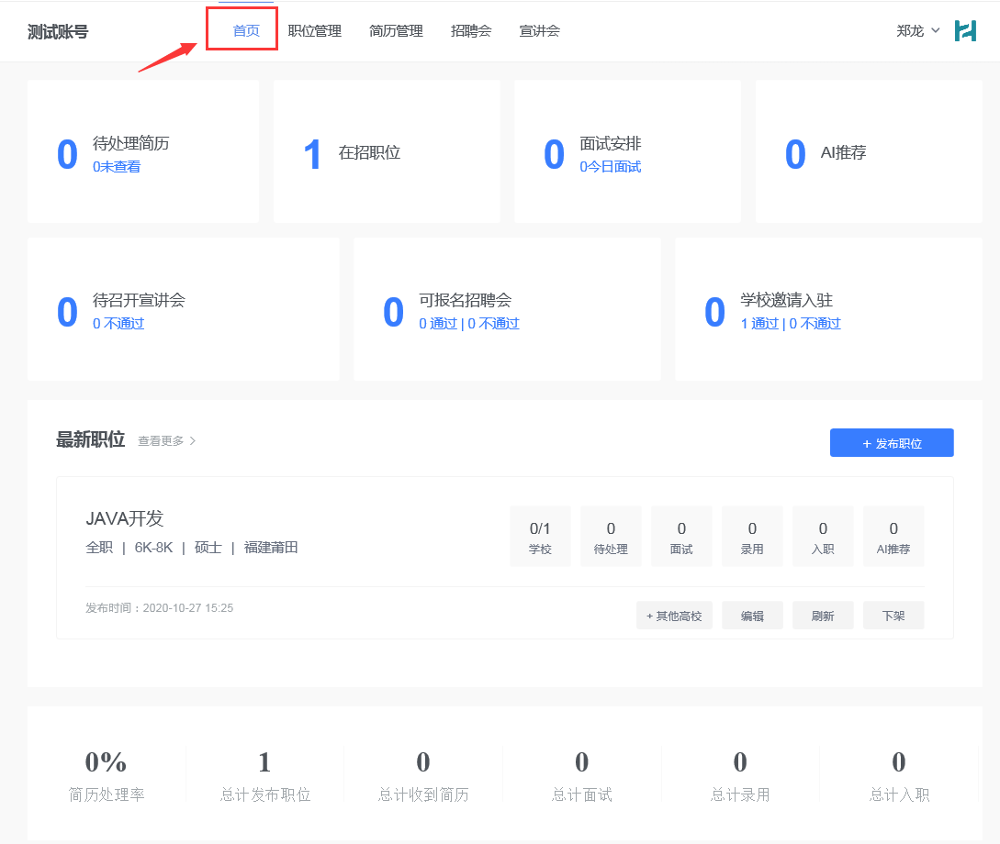 测试账号 首页 职位管理 简历管理 招聘会 宣讲会 郑龙
0 待处理简历
0未查看
1 在招职位
0 面试安排
0今日面试
0 AI推荐
0 待召开宣讲会
0 不通过
0 可报名招聘会
0 通过 | 0 不通过
0 学校邀请入驻
1 通过 | 0 不通过
最新职位 查看更多 >
+ 发布职位
JAVA开发
全职 | 6K-8K | 硕士 | 福建莆田
0/1 0 0 0 0 0
学校 待处理 面试 录用 入职 AI推荐
发布时间：2020-10-27 15:25
+ 其他高校 编辑 刷新 下架
0% 1 0 0 0 0
简历处理率 总计发布职位 总计收到简历 总计面试 总计录用 总计入职